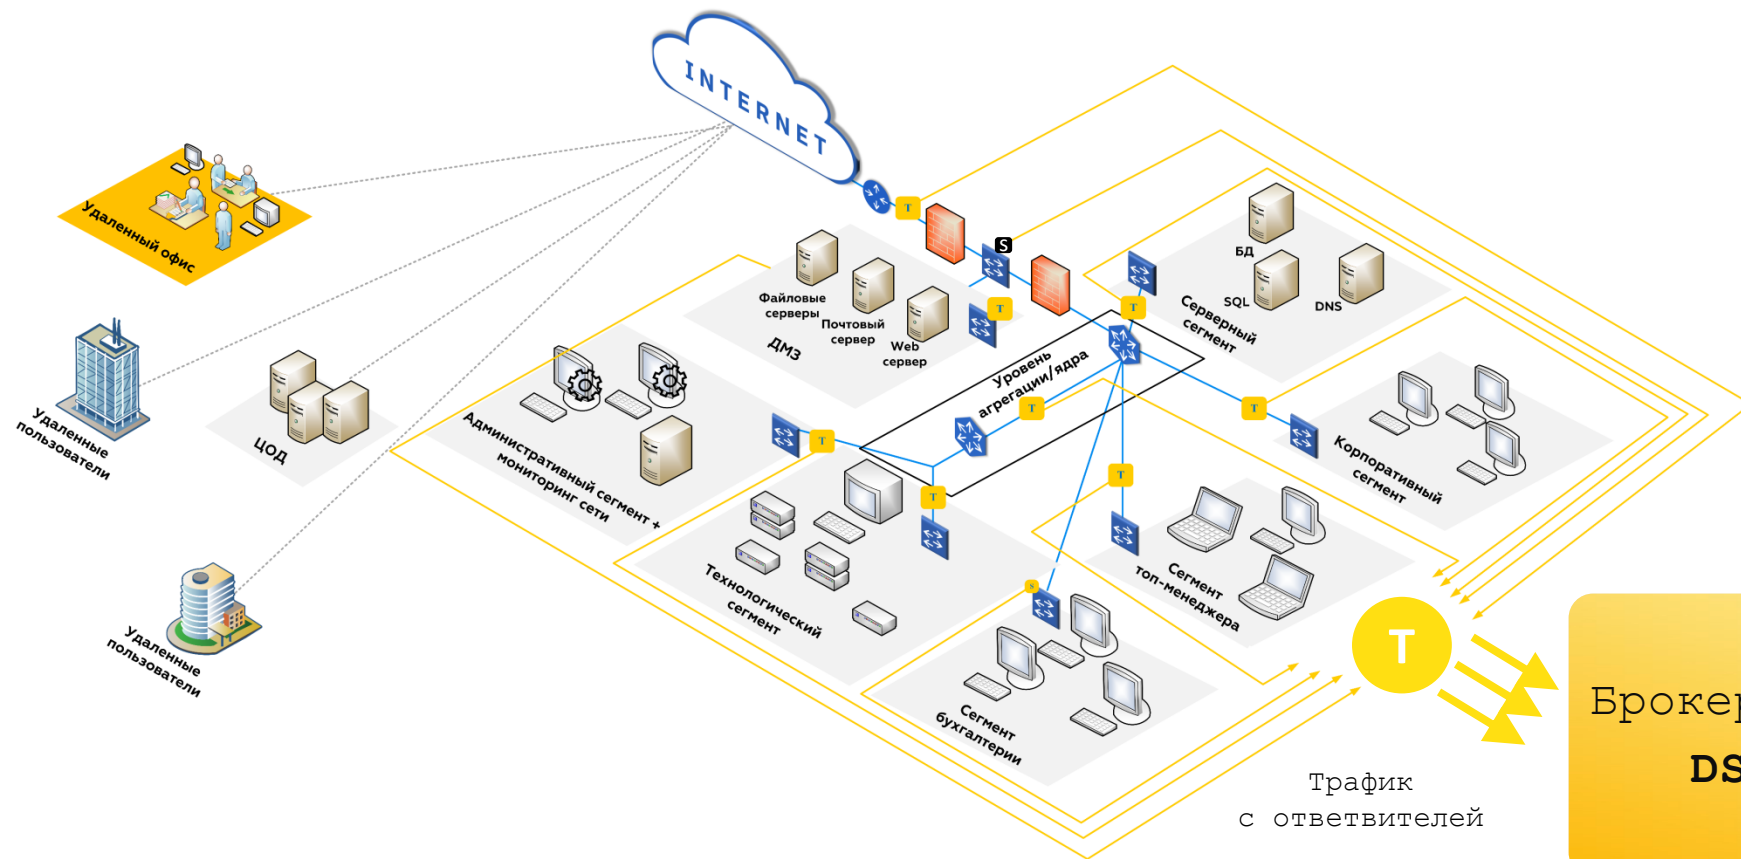 INTERNET
Удаленный офис
T
S
БД
SQL
DNS
Серверный
сегмент
Файловые
серверы
Почтовый
сервер
Web
сервер
ДМЗ
T
T
Уровень
агрегации/ядра
T
T
Удаленные
пользователи
ЦОД
Административный сегмент +
мониторинг сети
T
T
Корпоративный
сегмент
T
Технологический
сегмент
Сегмент
топ-менеджера
S
Удаленные
пользователи
Сегмент
бухгалтерии
T
Трафик
с ответвителей